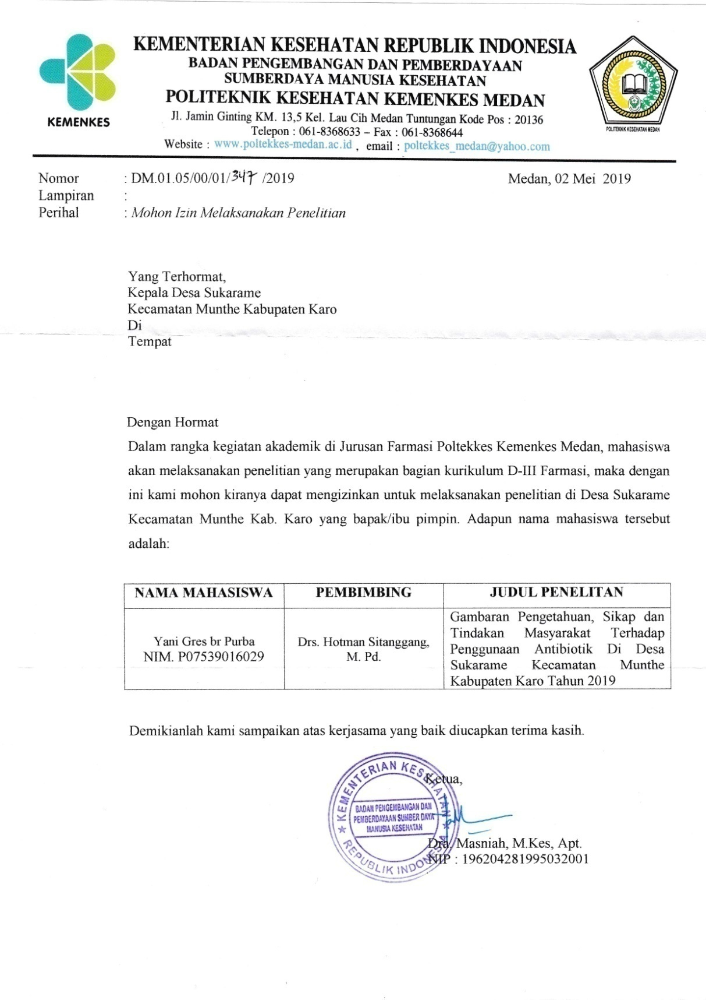 KEMENTERIAN KESEHATAN REPUBLIK INDONESIA
BADAN PENGEMBANGAN DAN PEMBERDAYAAN
SUMBERDAYA MANUSIA KESEHATAN
POLITEKNIK KESEHATAN KEMENKES MEDAN
Jl. Jamin Ginting KM. 13,5 Kel. Lau Cih Medan Tuntungan Kode Pos : 20136
Telepon : 061-8368633 – Fax : 061-8368644
Website : www.poltekkes-medan.ac.id , email : poltekkes_medan@yahoo.com
KEMENKES
POLITEKNIK KESEHATAN MEDAN
Nomor : DM.01.05/00/01/347 /2019 Medan, 02 Mei 2019
Lampiran :
Perihal : Mohon Izin Melaksanakan Penelitian
Yang Terhormat,
Kepala Desa Sukarame
Kecamatan Munthe Kabupaten Karo
Di
Tempat
Dengan Hormat
Dalam rangka kegiatan akademik di Jurusan Farmasi Poltekkes Kemenkes Medan, mahasiswa
akan melaksanakan penelitian yang merupakan bagian kurikulum D-III Farmasi, maka dengan
ini kami mohon kiranya dapat mengizinkan untuk melaksanakan penelitian di Desa Sukarame
Kecamatan Munthe Kab. Karo yang bapak/ibu pimpin. Adapun nama mahasiswa tersebut
adalah:
NAMA MAHASISWA PEMBIMBING JUDUL PENELITAN
Yani Gres br Purba
NIM. P07539016029
Drs. Hotman Sitanggang,
M. Pd.
Gambaran Pengetahuan, Sikap dan
Tindakan Masyarakat Terhadap
Penggunaan Antibiotik Di Desa
Sukarame Kecamatan Munthe
Kabupaten Karo Tahun 2019
Demikianlah kami sampaikan atas kerjasama yang baik diucapkan terima kasih.
Ketua,
KEMENTERIAN KESEHATAN
BADAN PENGEMBANGAN DAN
PEMBERDAYAAN SUMBER DAYA
MANUSIA KESEHATAN
REPUBLIK INDONESIA
Dra. Masniah, M.Kes, Apt.
NIP : 196204281995032001